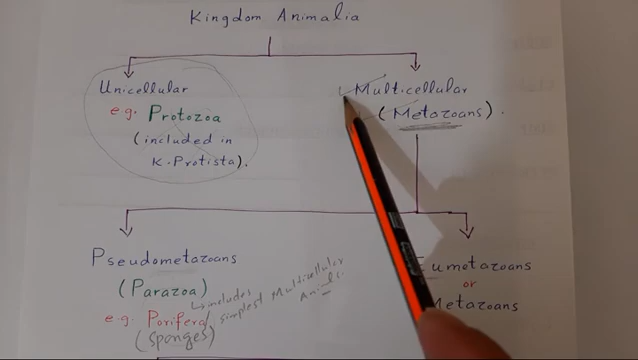 Kingdom Animalia
Unicellular
e.g. Protozoa
(included in
K. Protista).
Multicellular
(Metazoans).
Pseudometazoans
(Parazoa)
e.g. Porifera
(sponges)
includes
simplest Multicellular
Animals.
Eumetazoans
or
Metazoans